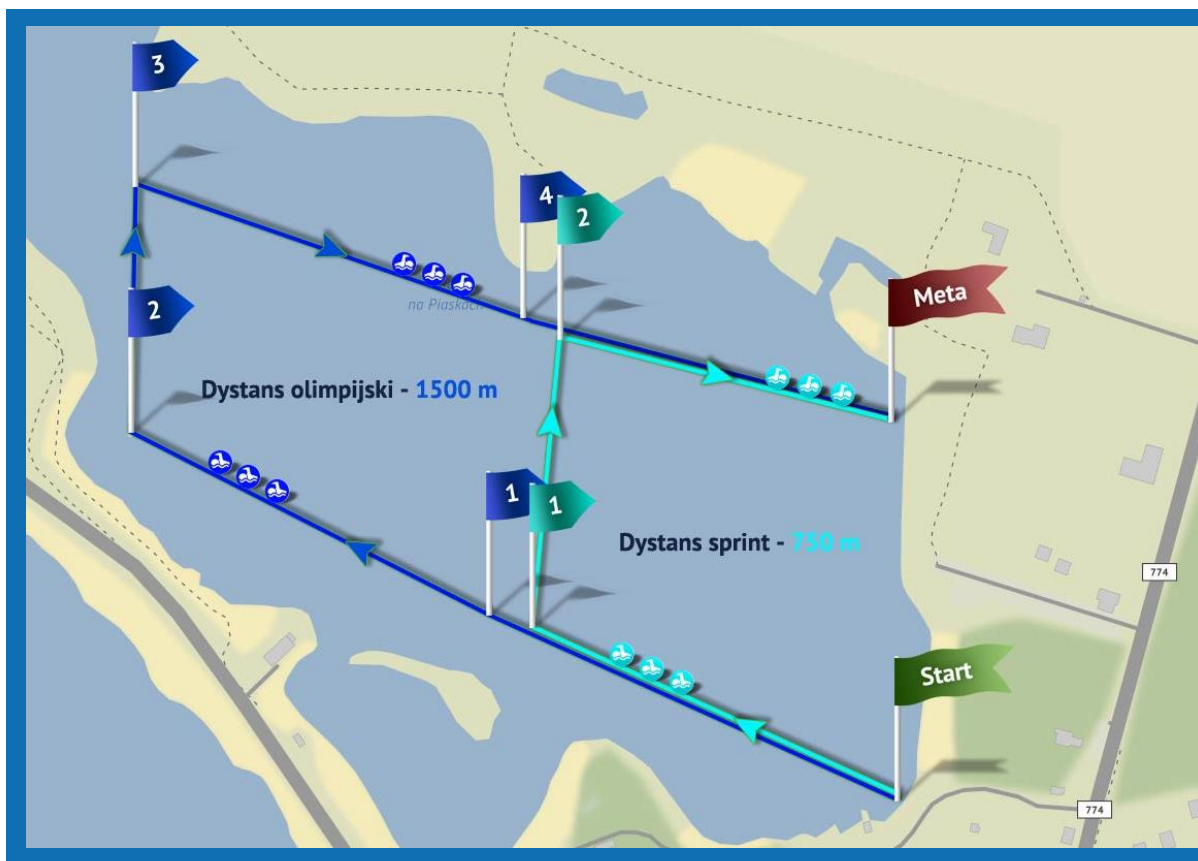 3
4
2
2
Meta
na Piaskach
Dystans olimpijski - 1500 m
1
1
Dystans sprint - 750 m
774
Start
774